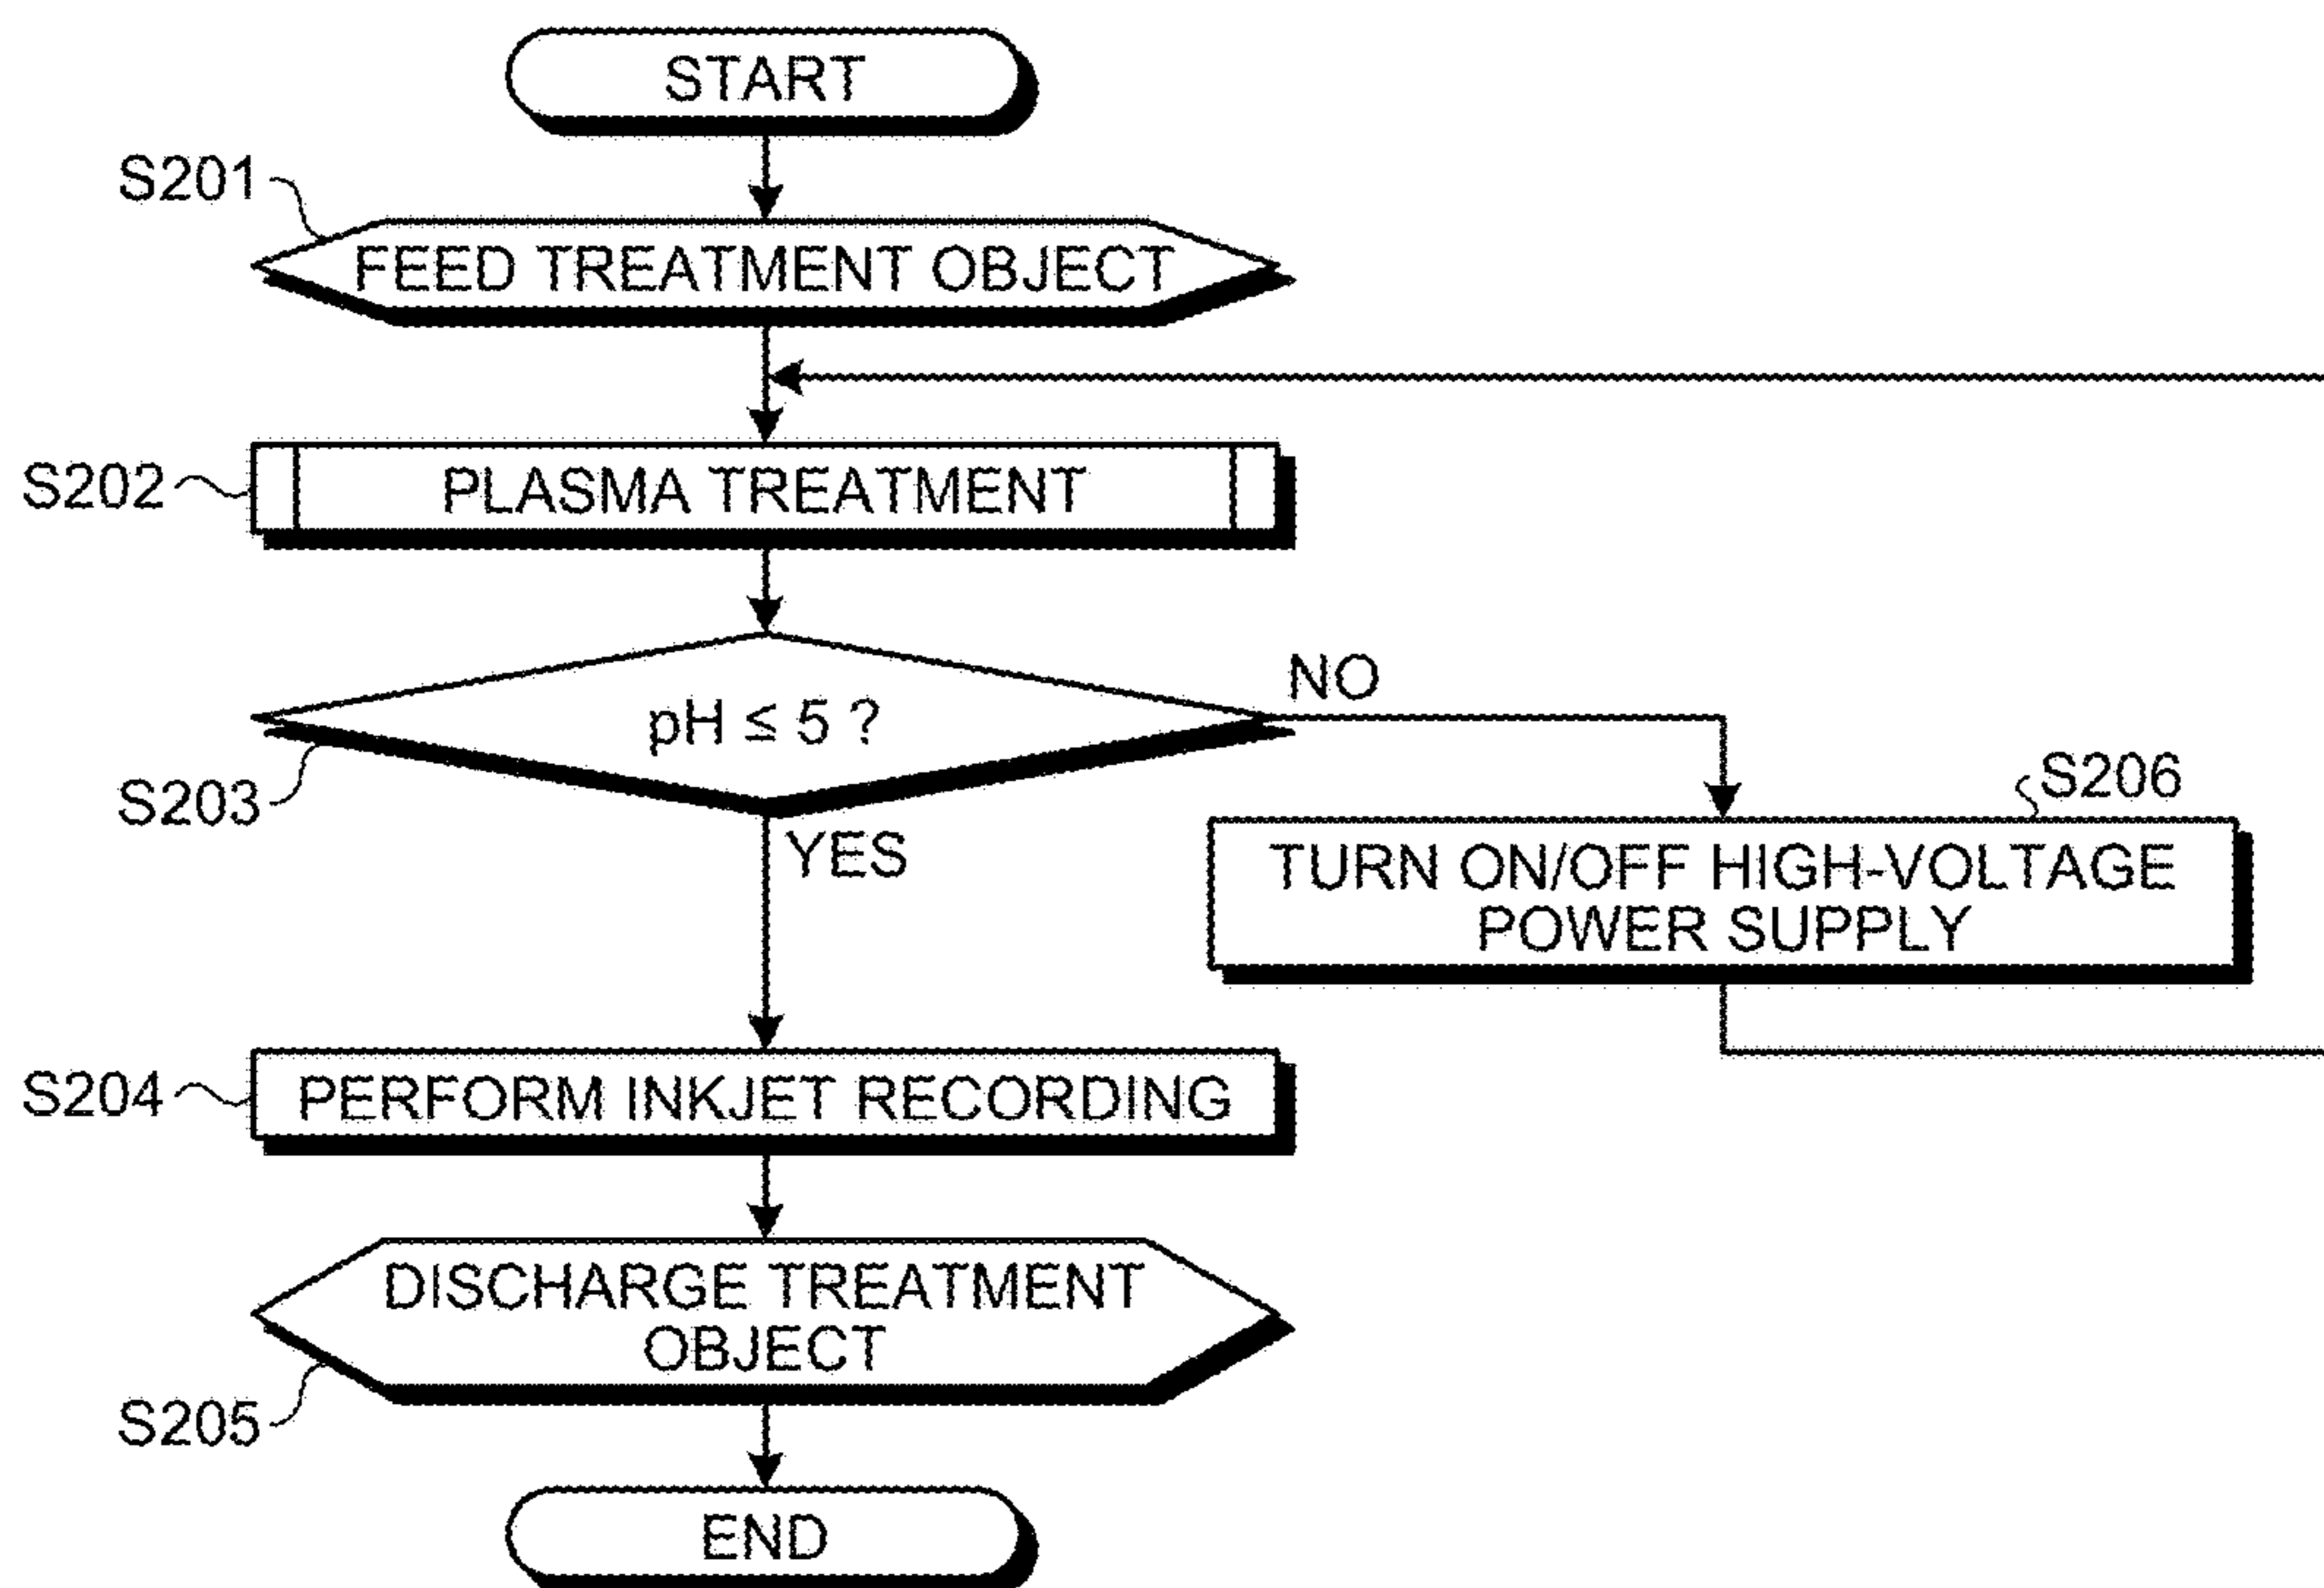 START
S201
FEED TREATMENT OBJECT
S202
PLASMA TREATMENT
pH ≤ 5 ?
NO
S203
YES
S206
TURN ON/OFF HIGH-VOLTAGE
POWER SUPPLY
S204
PERFORM INKJET RECORDING
DISCHARGE TREATMENT
OBJECT
S205
END